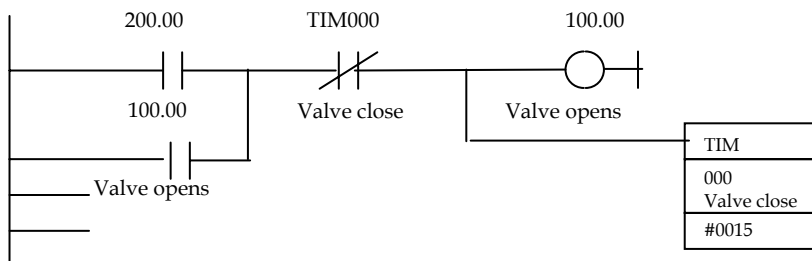 200.00 TIM000 100.00
100.00 Valve close Valve opens
TIM
Valve opens 000
Valve close
#0015